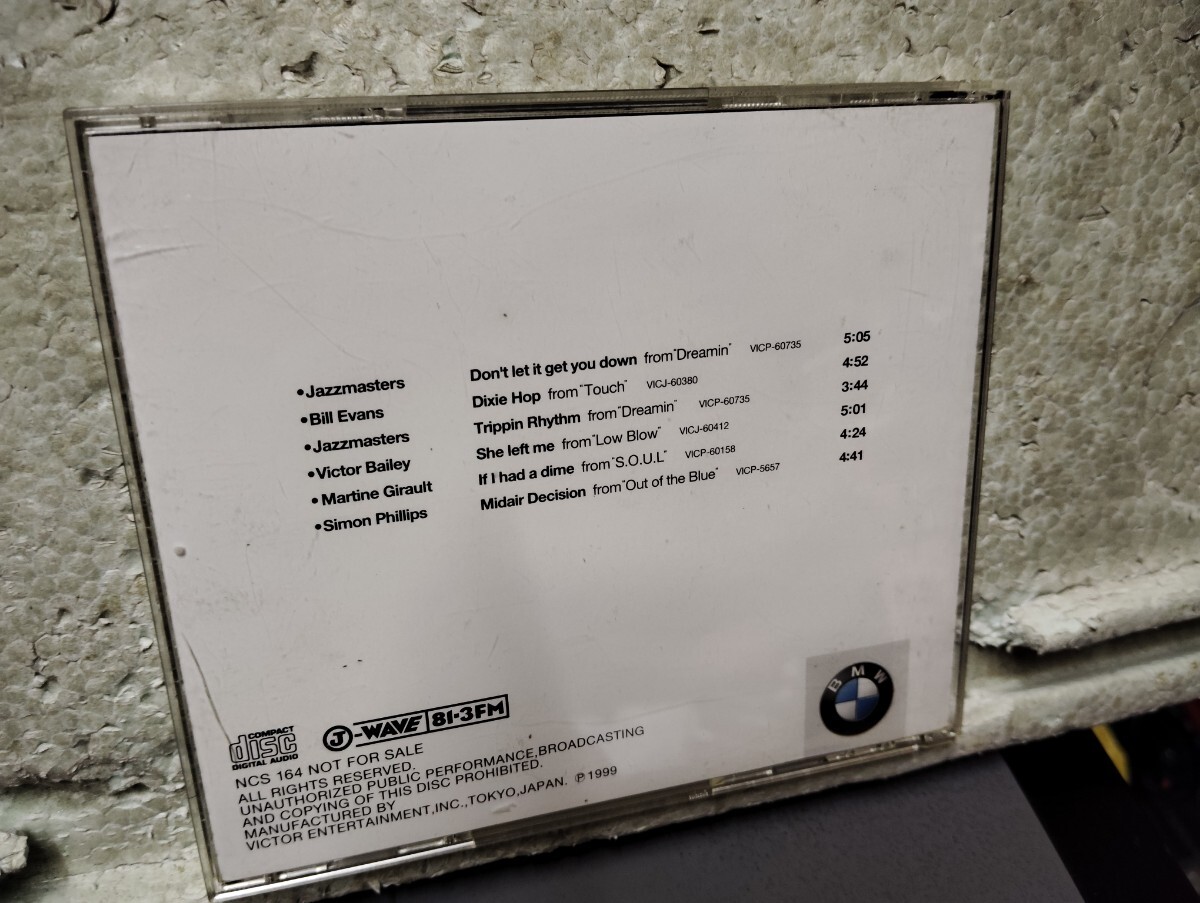 •Jazzmasters Don't let it get you down from"Dreamin" VICP-60735 5:05
•Bill Evans Dixie Hop from"Touch" VICJ-60380 4:52
•Jazzmasters Trippin Rhythm from"Dreamin" VICP-60735 3:44
•Victor Bailey She left me from"Low Blow" VICJ-60412 5:01
•Martine Girault If I had a dime from"S.O.U.L" VICP-60158 4:24
•Simon Phillips Midair Decision from"Out of the Blue" VICP-5657 4:41
COMPACT
disc
DIGITAL AUDIO
J-WAVE 81·3FM
BMW
NCS 164 NOT FOR SALE
ALL RIGHTS RESERVED.
UNAUTHORIZED PUBLIC PERFORMANCE,BROADCASTING
AND COPYING OF THIS DISC PROHIBITED.
MANUFACTURED BY
VICTOR ENTERTAINMENT,INC.,TOKYO,JAPAN. ℗1999